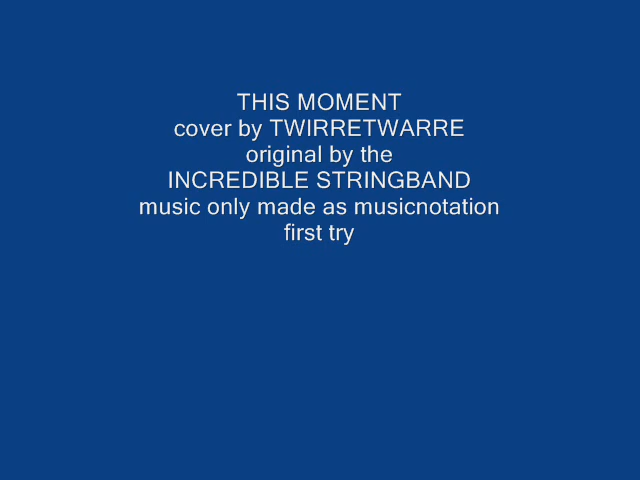 THIS MOMENT
cover by TWIRRETWARRE
original by the
INCREDIBLE STRINGBAND
music only made as musicnotation
first try